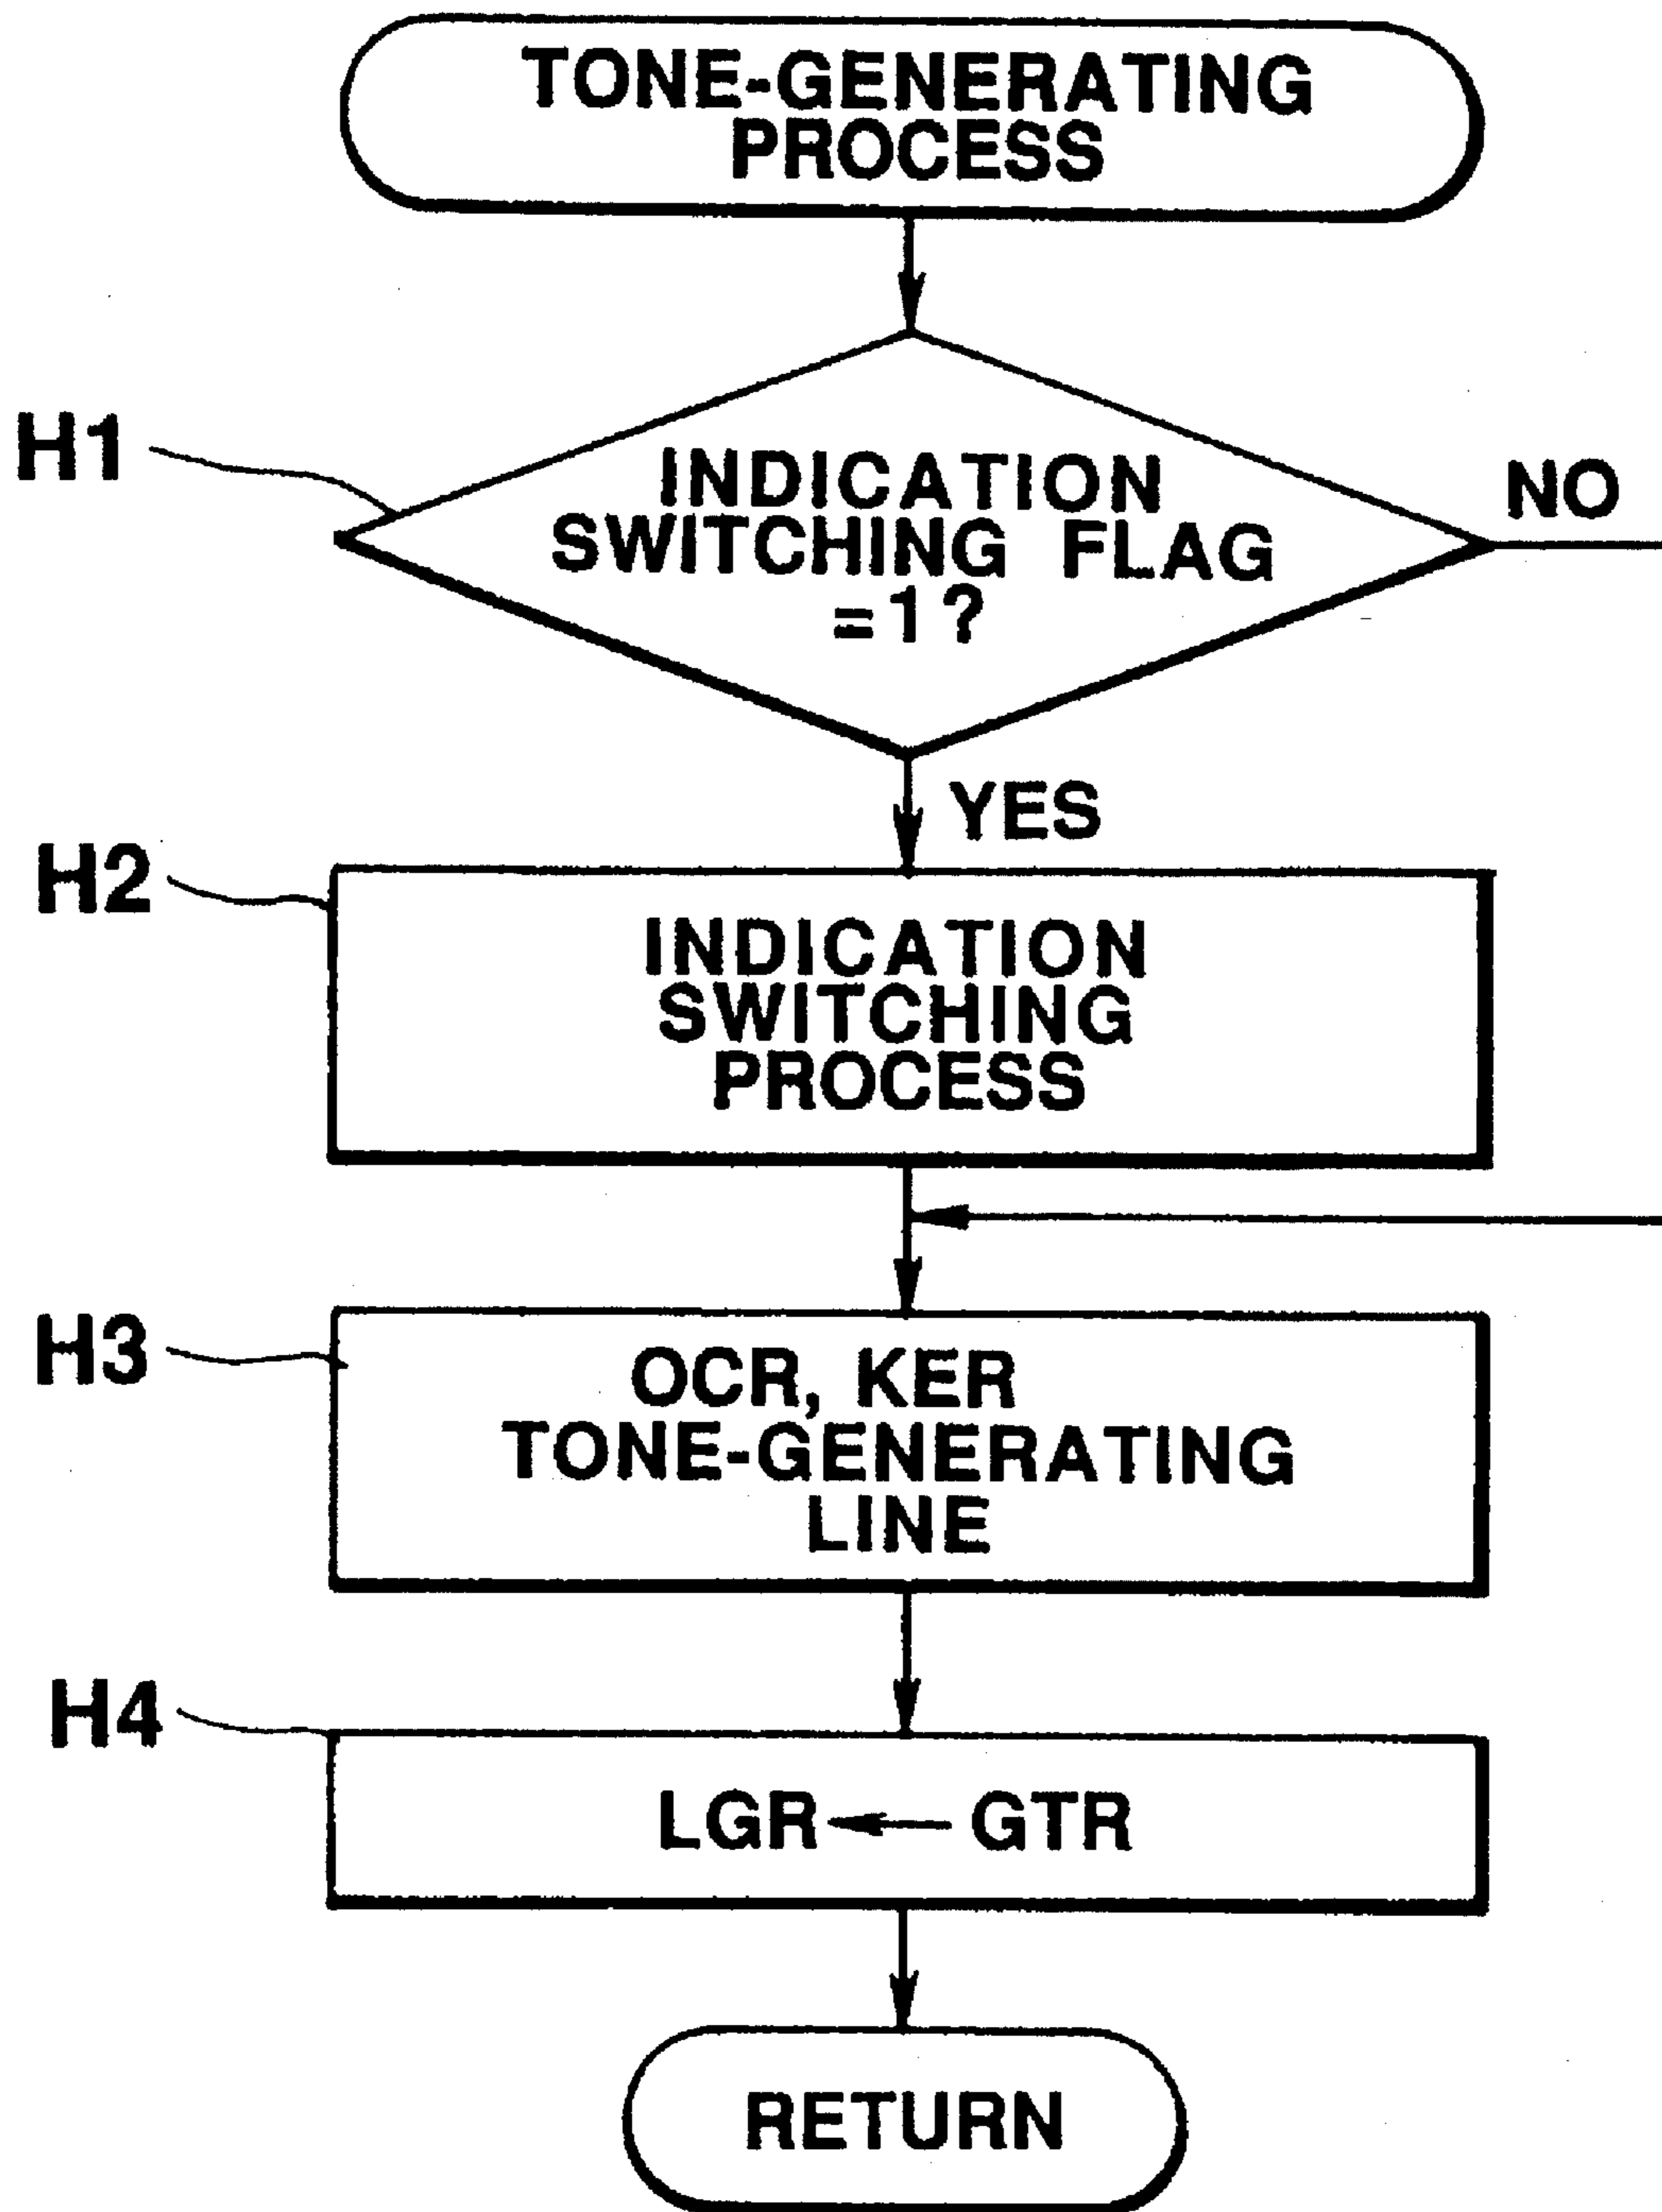 TONE-GENERATING
PROCESS
H1
INDICATION
SWITCHING FLAG
=1?
NO
YES
H2
INDICATION
SWITCHING
PROCESS
H3
OCR, KER
TONE-GENERATING
LINE
H4
LGR ← GTR
RETURN